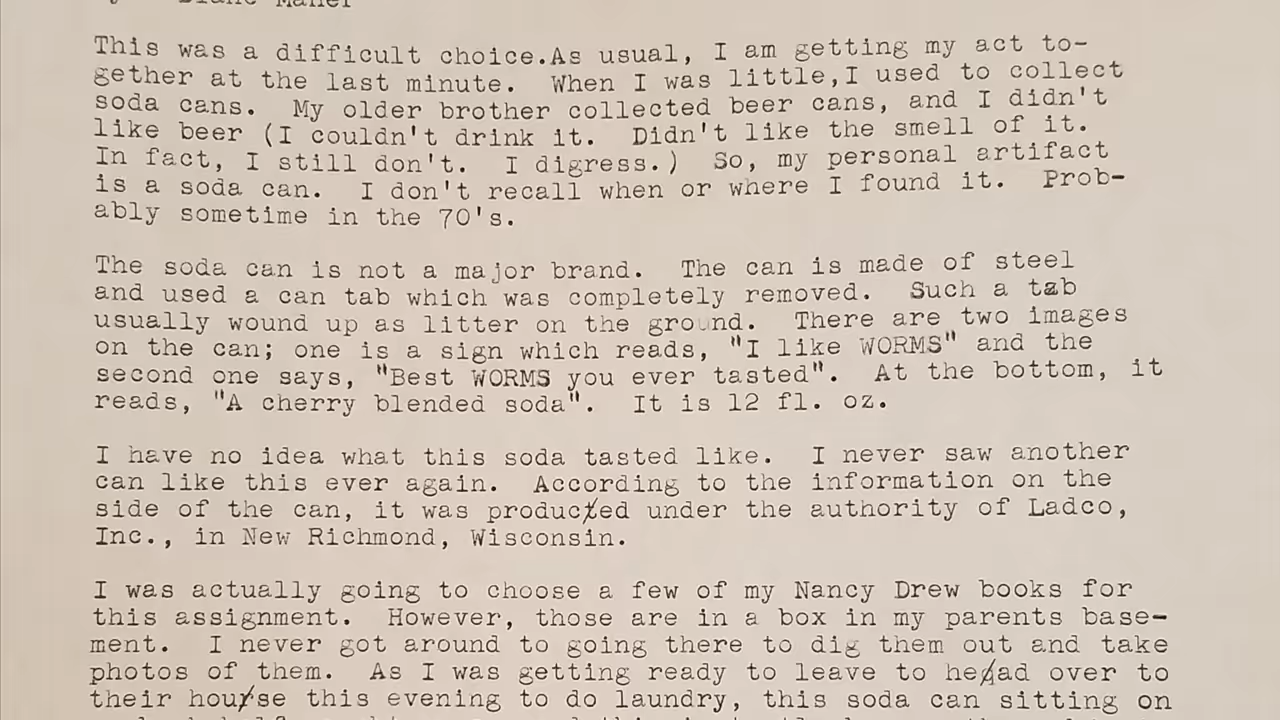 This was a difficult choice.As usual, I am getting my act to-
gether at the last minute.  When I was little,I used to collect
soda cans.  My older brother collected beer cans, and I didn't
like beer (I couldn't drink it.  Didn't like the smell of it.
In fact, I still don't.  I digress.)  So, my personal artifact
is a soda can.  I don't recall when or where I found it.  Prob-
ably sometime in the 70's.
The soda can is not a major brand.  The can is made of steel
and used a can tab which was completely removed.  Such a tab
usually wound up as litter on the ground.  There are two images
on the can; one is a sign which reads, "I like WORMS" and the
second one says, "Best WORMS you ever tasted".  At the bottom, it
reads, "A cherry blended soda".  It is 12 fl. oz.
I have no idea what this soda tasted like.  I never saw another
can like this ever again.  According to the information on the
side of the can, it was produc/ed under the authority of Ladco,
Inc., in New Richmond, Wisconsin.
I was actually going to choose a few of my Nancy Drew books for
this assignment.  However, those are in a box in my parents base-
ment.  I never got around to going there to dig them out and take
photos of them.  As I was getting ready to leave to he/ad over to
their hou/se this evening to do laundry, this soda can sitting on